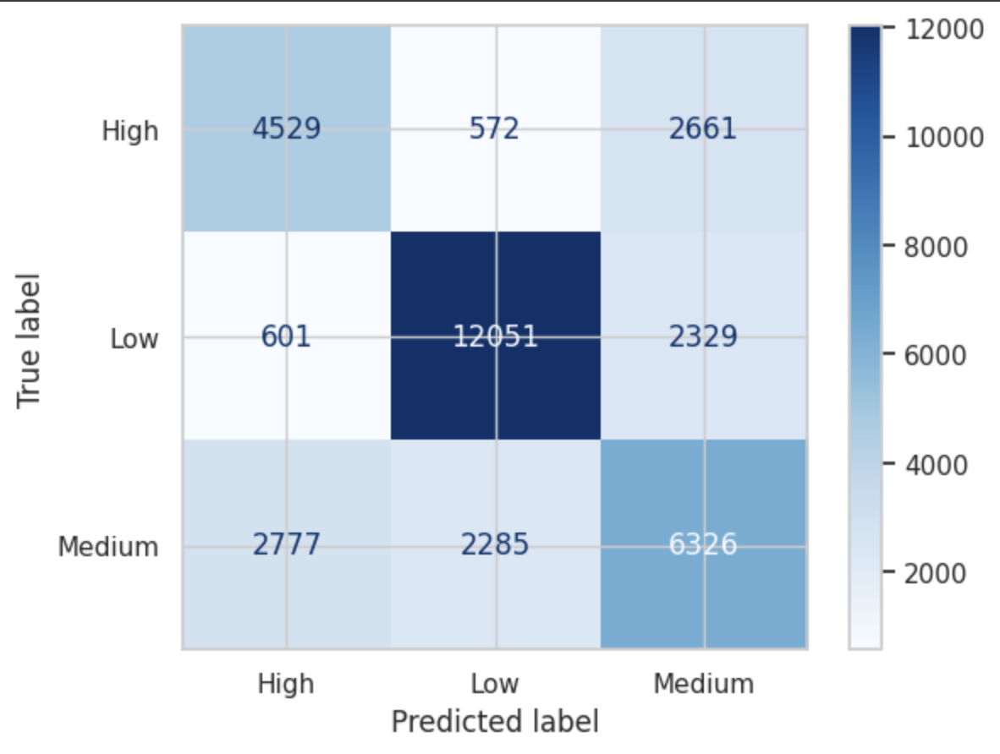 12000
High 4529 572 2661
10000
8000
True label
Low 601 12051 2329
6000
4000
Medium 2777 2285 6326
2000
High Low Medium
Predicted label